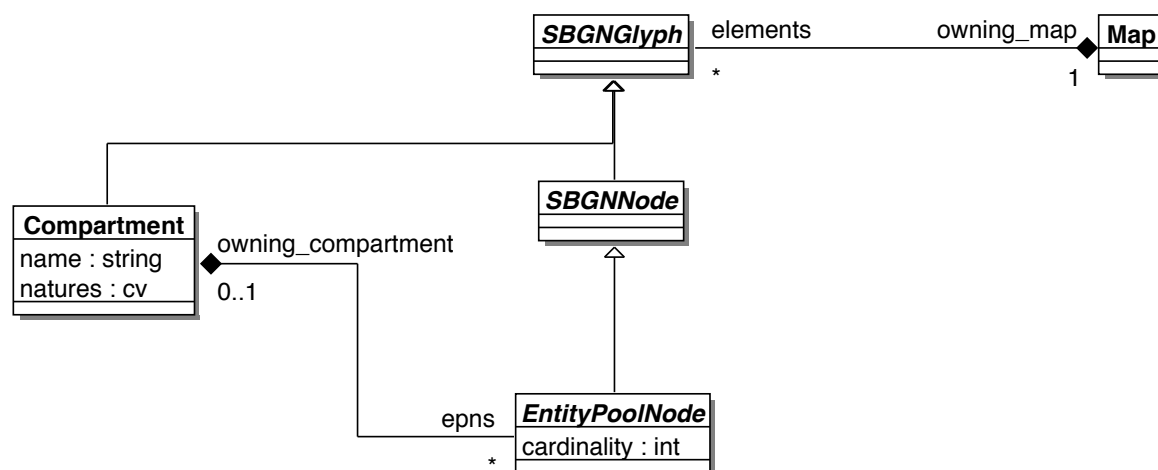 SBGNGlyph
elements
owning_map
Map
*
1
SBGNNode
Compartment
name : string
natures : cv
owning_compartment
0..1
epns
*
EntityPoolNode
cardinality : int